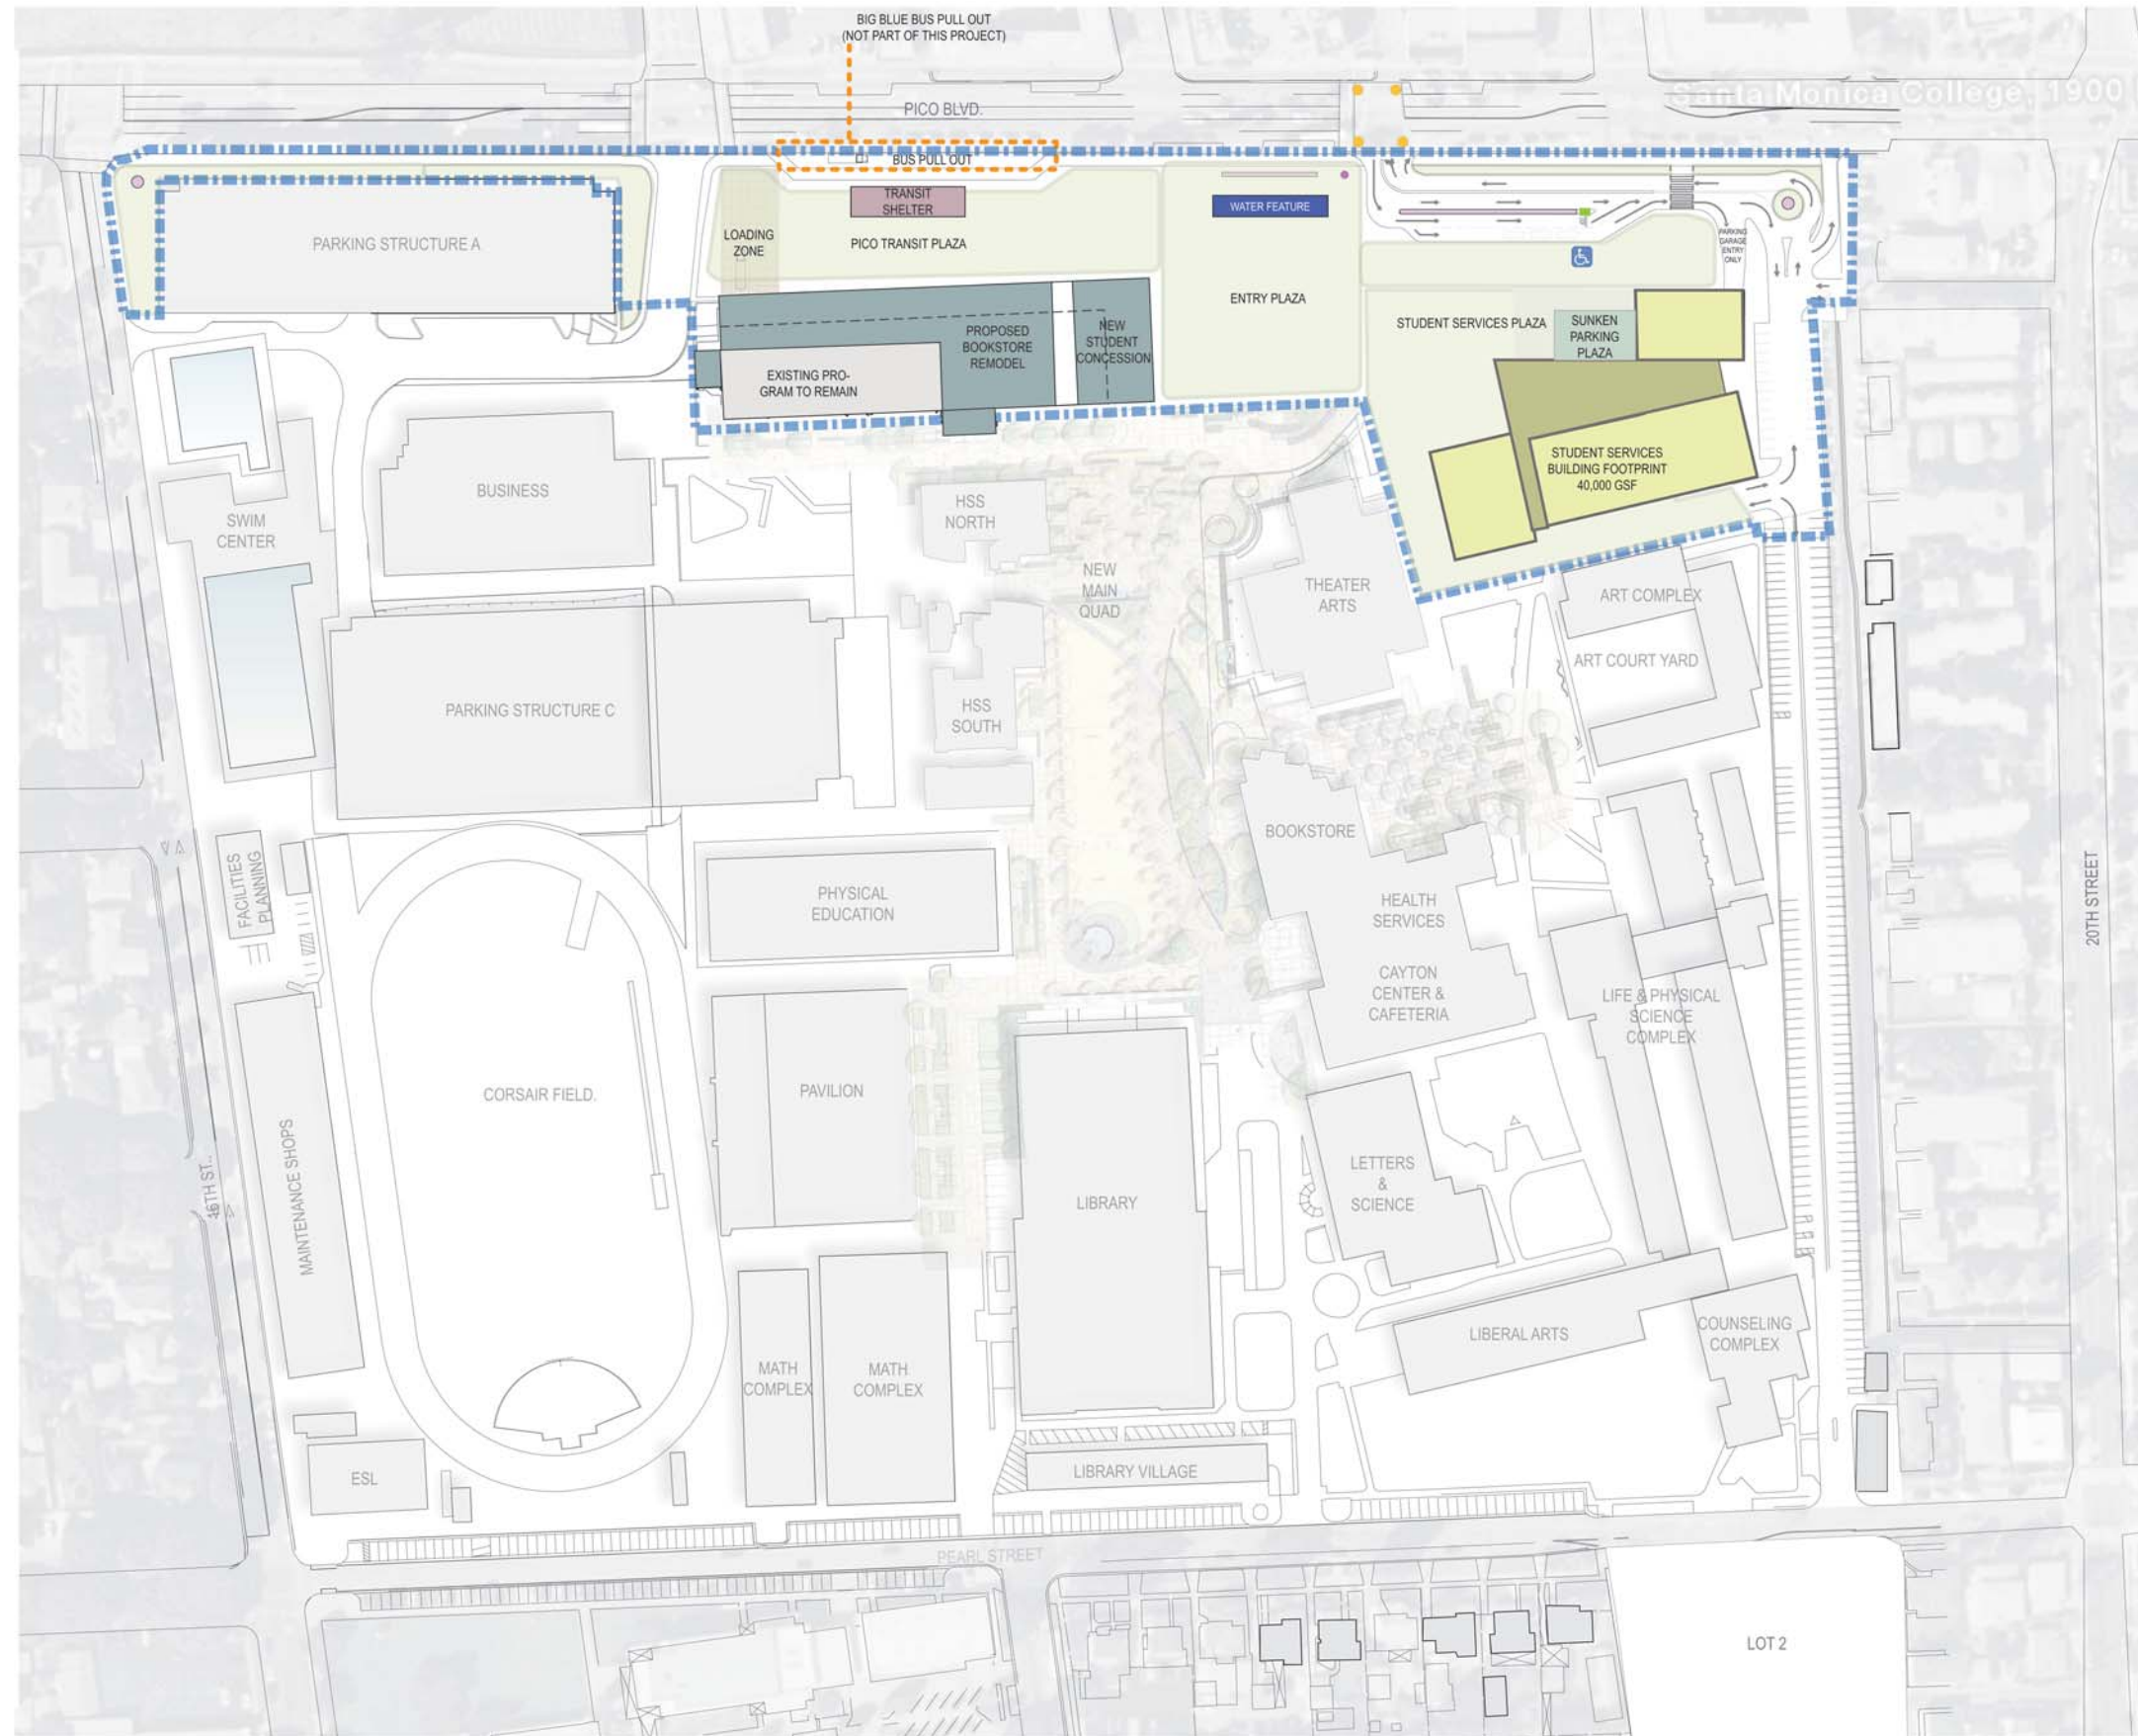 BIG BLUE BUS PULL OUT
(NOT PART OF THIS PROJECT)
Santa Monica College, 1900
PICO BLVD.
BUS PULL OUT
TRANSIT
SHELTER
WATER FEATURE
LOADING
ZONE
PICO TRANSIT PLAZA
PARKING STRUCTURE A
PARKING
GARAGE
ENTRY
ONLY
ENTRY PLAZA
STUDENT SERVICES PLAZA
SUNKEN
PARKING
PLAZA
PROPOSED
BOOKSTORE
REMODEL
NEW
STUDENT
CONCESSION
EXISTING PRO-
GRAM TO REMAIN
STUDENT SERVICES
BUILDING FOOTPRINT
40,000 GSF
BUSINESS
HSS
NORTH
SWIM
CENTER
NEW
MAIN
QUAD
THEATER
ARTS
ART COMPLEX
ART COURT YARD
PARKING STRUCTURE C
HSS
SOUTH
BOOKSTORE
FACILITIES
PLANNING
PHYSICAL
EDUCATION
HEALTH
SERVICES
20TH STREET
CAYTON
CENTER &
CAFETERIA
LIFE & PHYSICAL
SCIENCE
COMPLEX
CORSAIR FIELD.
PAVILION
16TH ST..
MAINTENANCE SHOPS
LIBRARY
LETTERS
&
SCIENCE
LIBERAL ARTS
COUNSELING
COMPLEX
MATH
COMPLEX
MATH
COMPLEX
ESL
LIBRARY VILLAGE
PEARL STREET
LOT 2